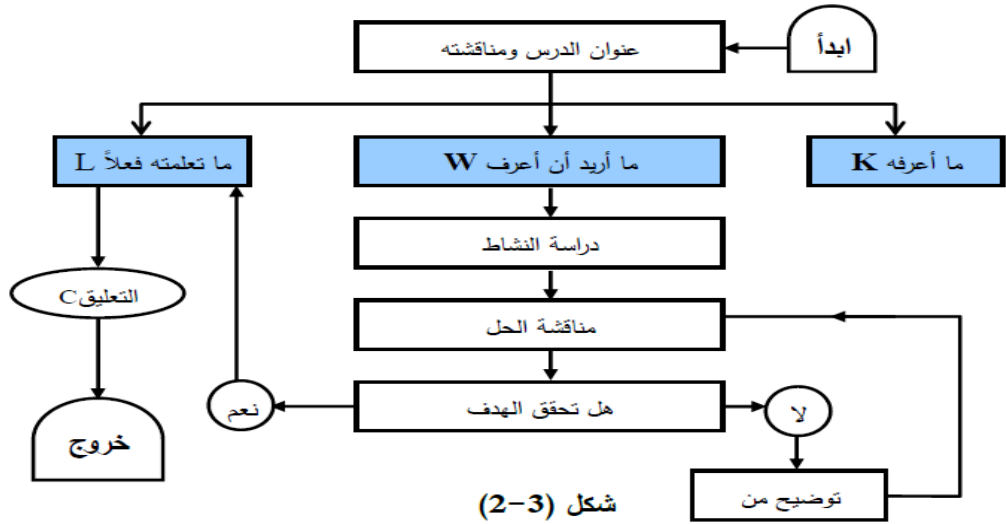 ابدأ
عنوان الدرس ومناقشته
ما أعرفه K
ما أريد أن أعرف W
ما تعلمته فعلاً L
دراسة النشاط
التعليق C
مناقشة الحل
هل تحقق الهدف
لا
نعم
خروج
توضيح من
شكل (3-2)